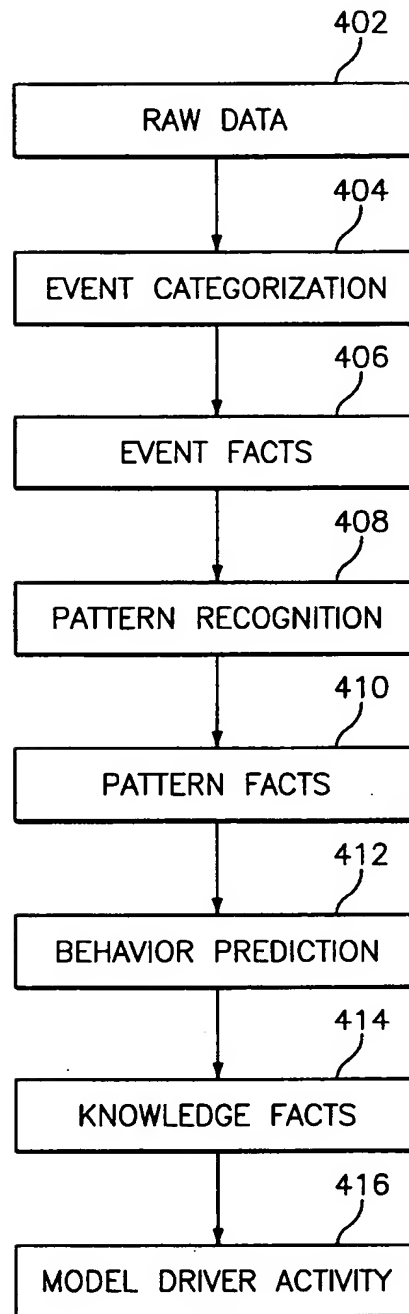 402
RAW DATA
404
EVENT CATEGORIZATION
406
EVENT FACTS
408
PATTERN RECOGNITION
410
PATTERN FACTS
412
BEHAVIOR PREDICTION
414
KNOWLEDGE FACTS
416
MODEL DRIVER ACTIVITY